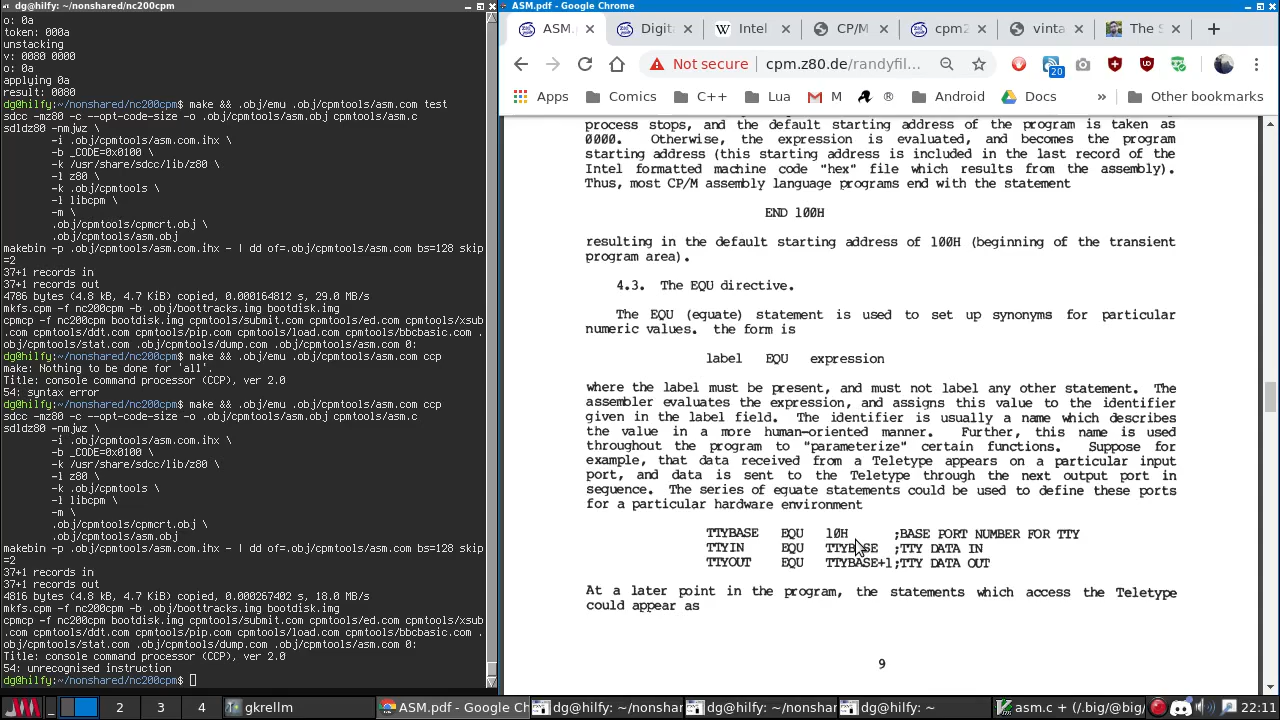 dg@hilfy: ~/nonshared/nc200cpm
o: 0a
token: 000a
unstacking
v: 0080 0000
o: 0a
applying 0a
result: 0080
dg@hilfy:~/nonshared/nc200cpm$ make && .obj/emu .obj/cpmtools/asm.com test
sdcc -mz80 -c --opt-code-size -o .obj/cpmtools/asm.obj cpmtools/asm.c
sdldz80 -nmjwz \
-i .obj/cpmtools/asm.com.ihx \
-b _CODE=0x0100 \
-k /usr/share/sdcc/lib/z80 \
-l z80 \
-k .obj/cpmtools \
-l libcpm \
-m \
.obj/cpmtools/cpmcrt.obj \
.obj/cpmtools/asm.obj
makebin -p .obj/cpmtools/asm.com.ihx - | dd of=.obj/cpmtools/asm.com bs=128 skip
=2
37+1 records in
37+1 records out
4786 bytes (4.8 kB, 4.7 KiB) copied, 0.000164812 s, 29.0 MB/s
mkfs.cpm -f nc200cpm -b .obj/boottracks.img bootdisk.img
cpmcp -f nc200cpm bootdisk.img cpmtools/submit.com cpmtools/ed.com cpmtools/xsub
.com cpmtools/ddt.com cpmtools/pip.com cpmtools/load.com cpmtools/bbcbasic.com .
obj/cpmtools/stat.com .obj/cpmtools/dump.com .obj/cpmtools/asm.com 0:
dg@hilfy:~/nonshared/nc200cpm$ make && .obj/emu .obj/cpmtools/asm.com ccp
make: Nothing to be done for 'all'.
Title: console command processor (CCP), ver 2.0
54: syntax error
dg@hilfy:~/nonshared/nc200cpm$ make && .obj/emu .obj/cpmtools/asm.com ccp
sdcc -mz80 -c --opt-code-size -o .obj/cpmtools/asm.obj cpmtools/asm.c
sdldz80 -nmjwz \
-i .obj/cpmtools/asm.com.ihx \
-b _CODE=0x0100 \
-k /usr/share/sdcc/lib/z80 \
-l z80 \
-k .obj/cpmtools \
-l libcpm \
-m \
.obj/cpmtools/cpmcrt.obj \
.obj/cpmtools/asm.obj
makebin -p .obj/cpmtools/asm.com.ihx - | dd of=.obj/cpmtools/asm.com bs=128 skip
=2
37+1 records in
37+1 records out
4816 bytes (4.8 kB, 4.7 KiB) copied, 0.000267402 s, 18.0 MB/s
mkfs.cpm -f nc200cpm -b .obj/boottracks.img bootdisk.img
cpmcp -f nc200cpm bootdisk.img cpmtools/submit.com cpmtools/ed.com cpmtools/xsub
.com cpmtools/ddt.com cpmtools/pip.com cpmtools/load.com cpmtools/bbcbasic.com .
obj/cpmtools/stat.com .obj/cpmtools/dump.com .obj/cpmtools/asm.com 0:
Title: console command processor (CCP), ver 2.0
54: unrecognised instruction
dg@hilfy:~/nonshared/nc200cpm$
ASM.pdf - Google Chrome
ASM. Digita Intel CP/M cpm2 vinta The S
Not secure cpm.z80.de/randyfil... 20
Apps Comics C++ Lua M ® Android Docs » Other bookmarks
process stops, and the default starting address of the program is taken as
0000. Otherwise, the expression is evaluated, and becomes the program
starting address (this starting address is included in the last record of the
Intel formatted machine code "hex" file which results from the assembly).
Thus, most CP/M assembly language programs end with the statement
END 100H
resulting in the default starting address of 100H (beginning of the transient
program area).
4.3. The EQU directive.
The EQU (equate) statement is used to set up synonyms for particular
numeric values. the form is
label EQU expression
where the label must be present, and must not label any other statement. The
assembler evaluates the expression, and assigns this value to the identifier
given in the label field. The identifier is usually a name which describes
the value in a more human-oriented manner. Further, this name is used
throughout the program to "parameterize" certain functions. Suppose for
example, that data received from a Teletype appears on a particular input
port, and data is sent to the Teletype through the next output port in
sequence. The series of equate statements could be used to define these ports
for a particular hardware environment
TTYBASE EQU 10H ;BASE PORT NUMBER FOR TTY
TTYIN EQU TTYBASE ;TTY DATA IN
TTYOUT EQU TTYBASE+1;TTY DATA OUT
At a later point in the program, the statements which access the Teletype
could appear as
9
2 3 4 gkrellm ASM.pdf - Google Ch dg@hilfy: ~/nonshar dg@hilfy: ~/nonshar dg@hilfy: ~ asm.c + (/.big/@big/ 22:11